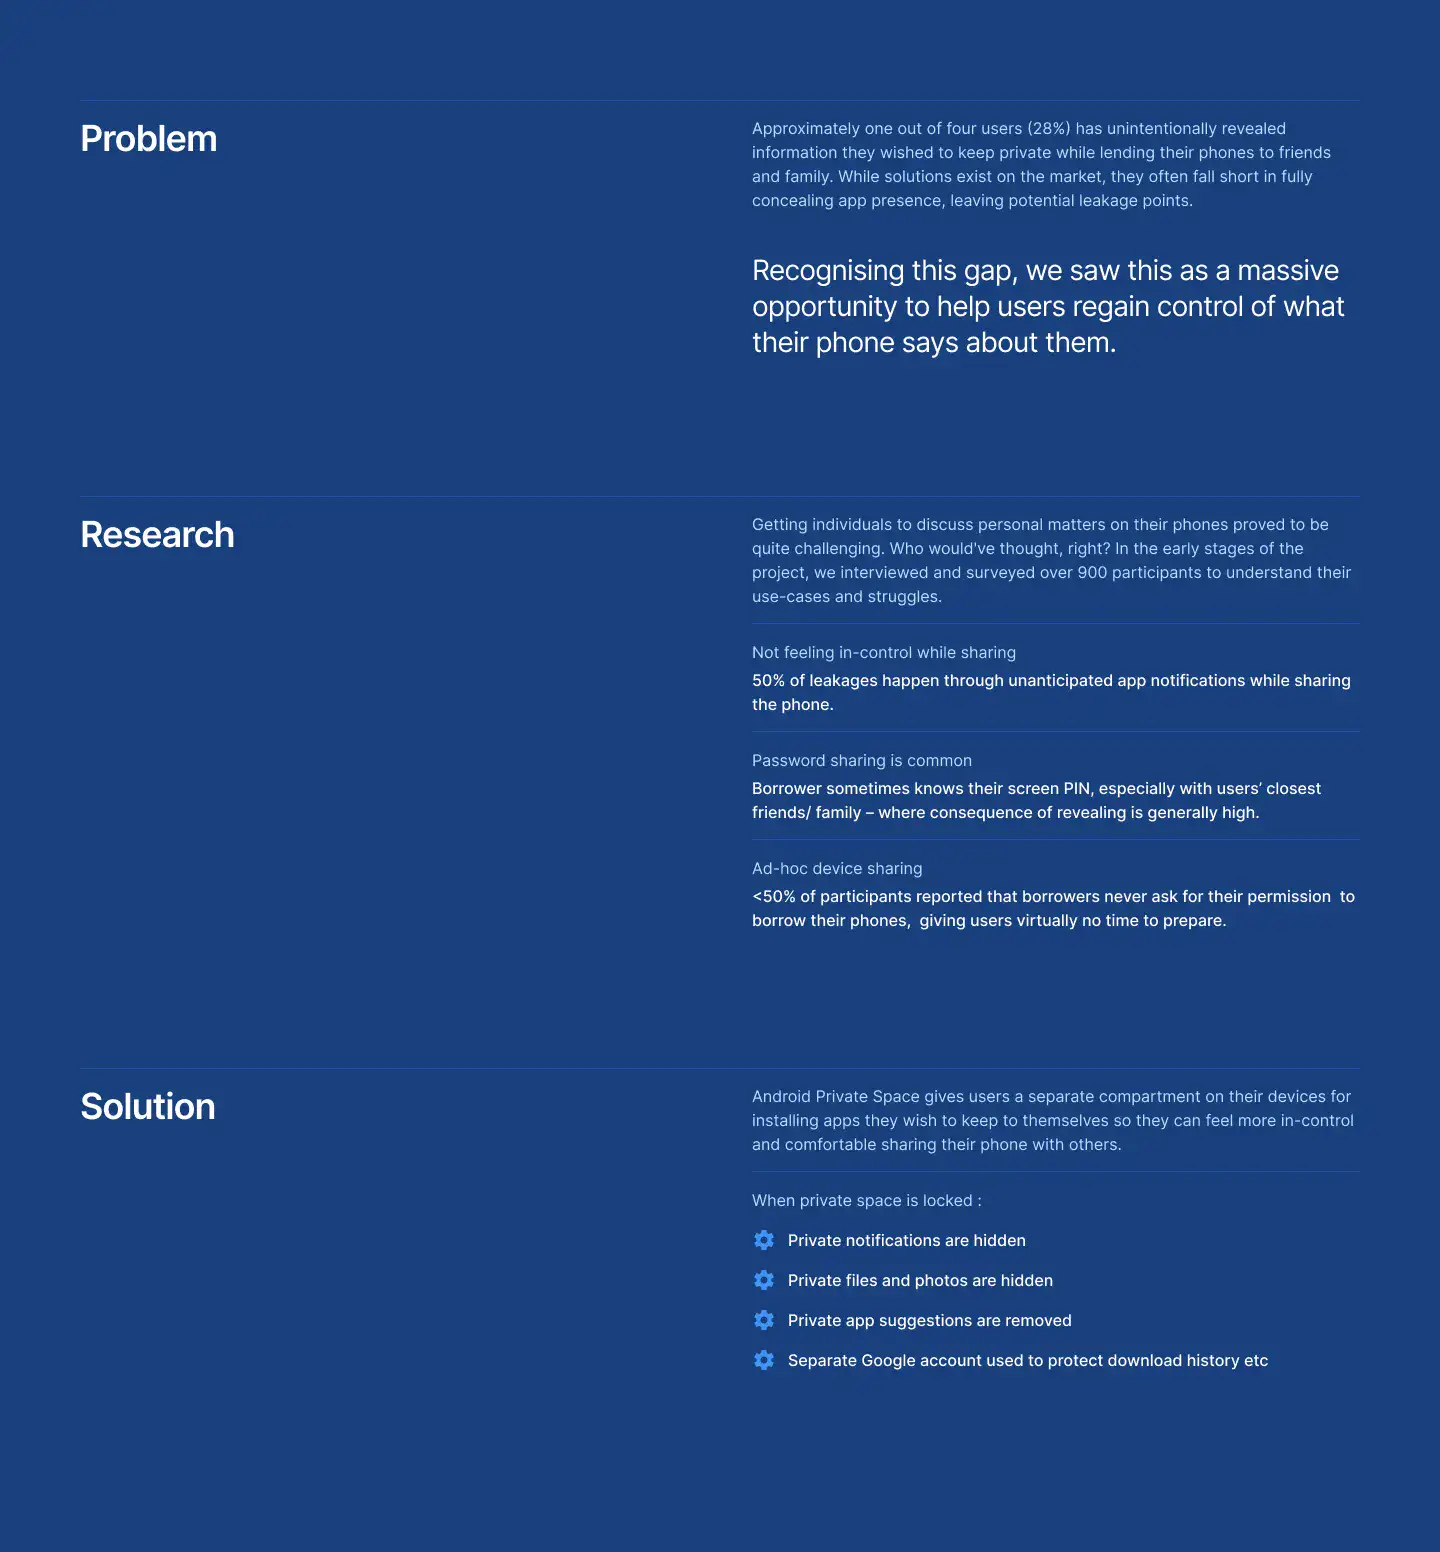 Problem
Approximately one out of four users (28%) has unintentionally revealed
information they wished to keep private while lending their phones to friends
and family. While solutions exist on the market, they often fall short in fully
concealing app presence, leaving potential leakage points.
Recognising this gap, we saw this as a massive
opportunity to help users regain control of what
their phone says about them.
Research
Getting individuals to discuss personal matters on their phones proved to be
quite challenging. Who would've thought, right? In the early stages of the
project, we interviewed and surveyed over 900 participants to understand their
use-cases and struggles.
Not feeling in-control while sharing
50% of leakages happen through unanticipated app notifications while sharing
the phone.
Password sharing is common
Borrower sometimes knows their screen PIN, especially with users’ closest
friends/ family – where consequence of revealing is generally high.
Ad-hoc device sharing
<50% of participants reported that borrowers never ask for their permission  to
borrow their phones,  giving users virtually no time to prepare.
Solution
Android Private Space gives users a separate compartment on their devices for
installing apps they wish to keep to themselves so they can feel more in-control
and comfortable sharing their phone with others.
When private space is locked :
Private notifications are hidden
Private files and photos are hidden
Private app suggestions are removed
Separate Google account used to protect download history etc